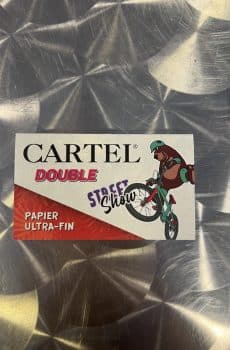 CARTEL®
DOUBLE
STREET
Show
PAPIER
ULTRA-FIN